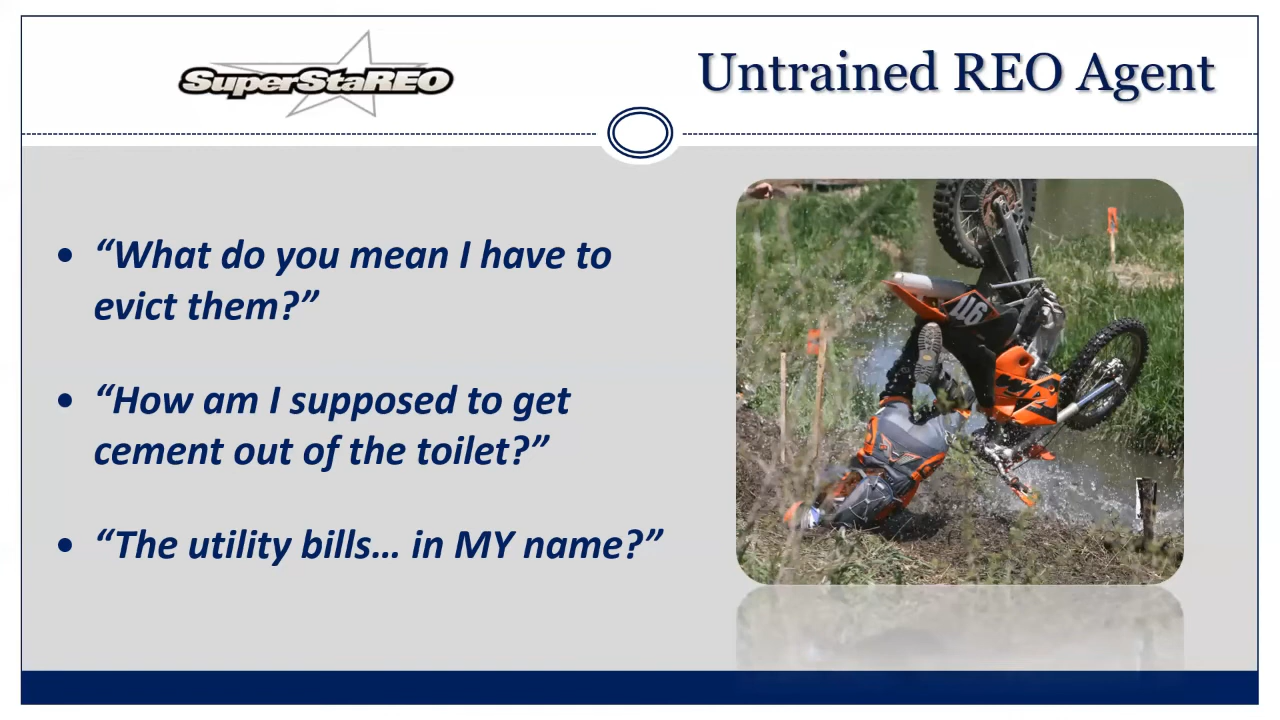 SuperStaREO
Untrained REO Agent
• “What do you mean I have to
evict them?”
• “How am I supposed to get
cement out of the toilet?”
• “The utility bills… in MY name?”